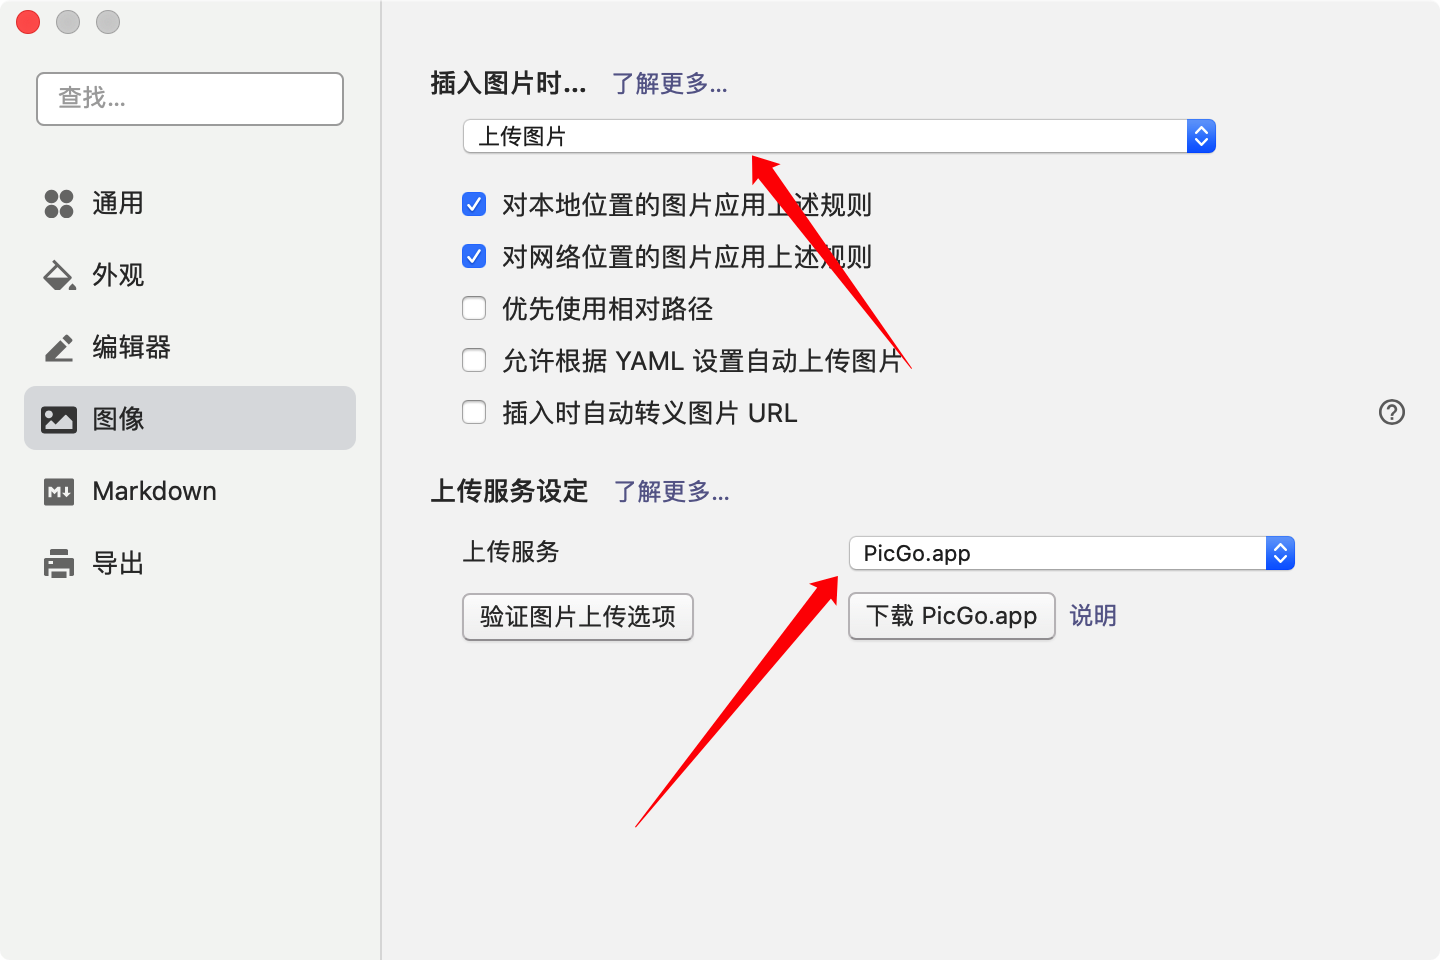 查找...
通用
外观
编辑器
图像
Markdown
导出
插入图片时... 了解更多...
上传图片
对本地位置的图片应用上述规则
对网络位置的图片应用上述规则
优先使用相对路径
允许根据 YAML 设置自动上传图片
插入时自动转义图片 URL
上传服务设定 了解更多...
上传服务 PicGo.app
验证图片上传选项 下载 PicGo.app 说明